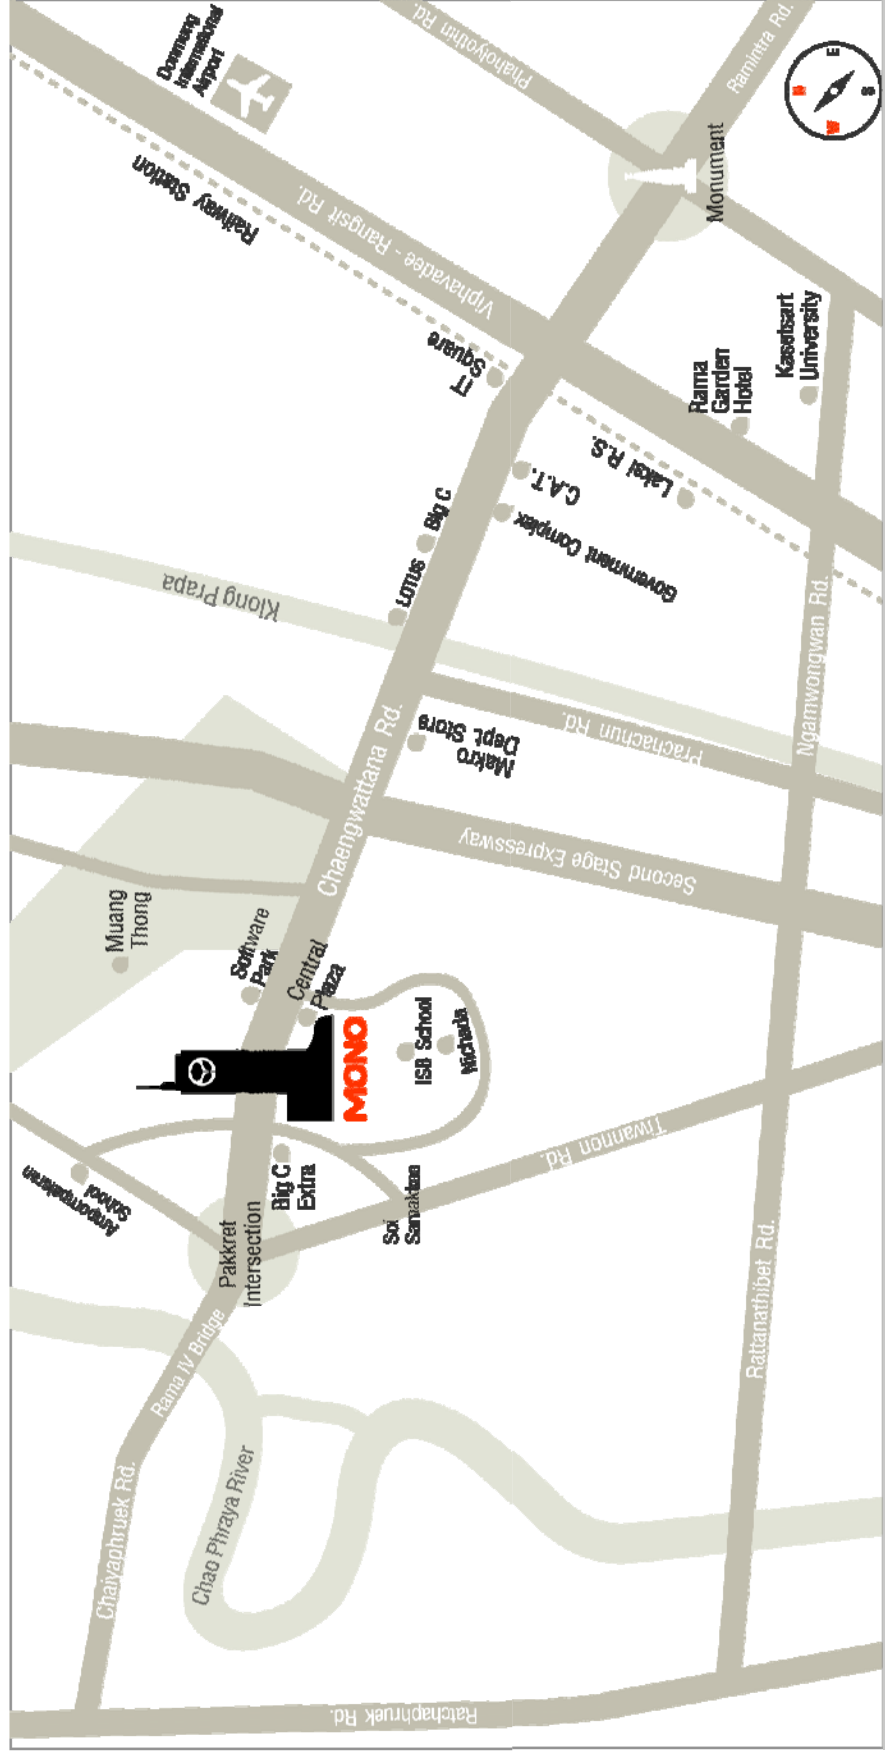 Donmeung
International
Airport
Phaholyothin Rd.
Ramintra Rd.
N
E
S
W
Monument
Railway Station
Viphavadee - Rangsit Rd.
IT
Square
Rama
Garden
Hotel
Kasetsart
University
Laksi R.S.
C.A.T.
Government Complex
Big C
LOTUS
Klong Prapa
Prachachun Rd.
Ngamwongwan Rd.
Makro
Dept. Store
Chaengwattana Rd.
Second Stage Expressway
Muang
Thong
Software
Park
Central
Plaza
MONO
ISB School
Nichada
Tiwannon Rd.
School
Big C
Extra
Soi
Samakhee
Pakkret
Intersection
Rama IV Bridge
Rattanathibet Rd.
Chaiyaphruek Rd.
Chao Phraya River
Ratchaphruek Rd.